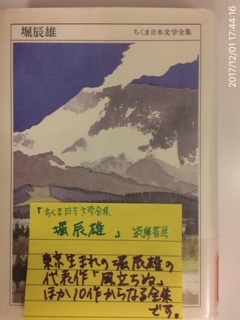 堀辰雄
ちくま日本文学全集
2017/12/01 17:44:16
「ちくま日本文学全集
堀辰雄」 筑摩書房
東京生まれの堀辰雄の
代表作「風立ちぬ」
ほか10作からなる全集
です。